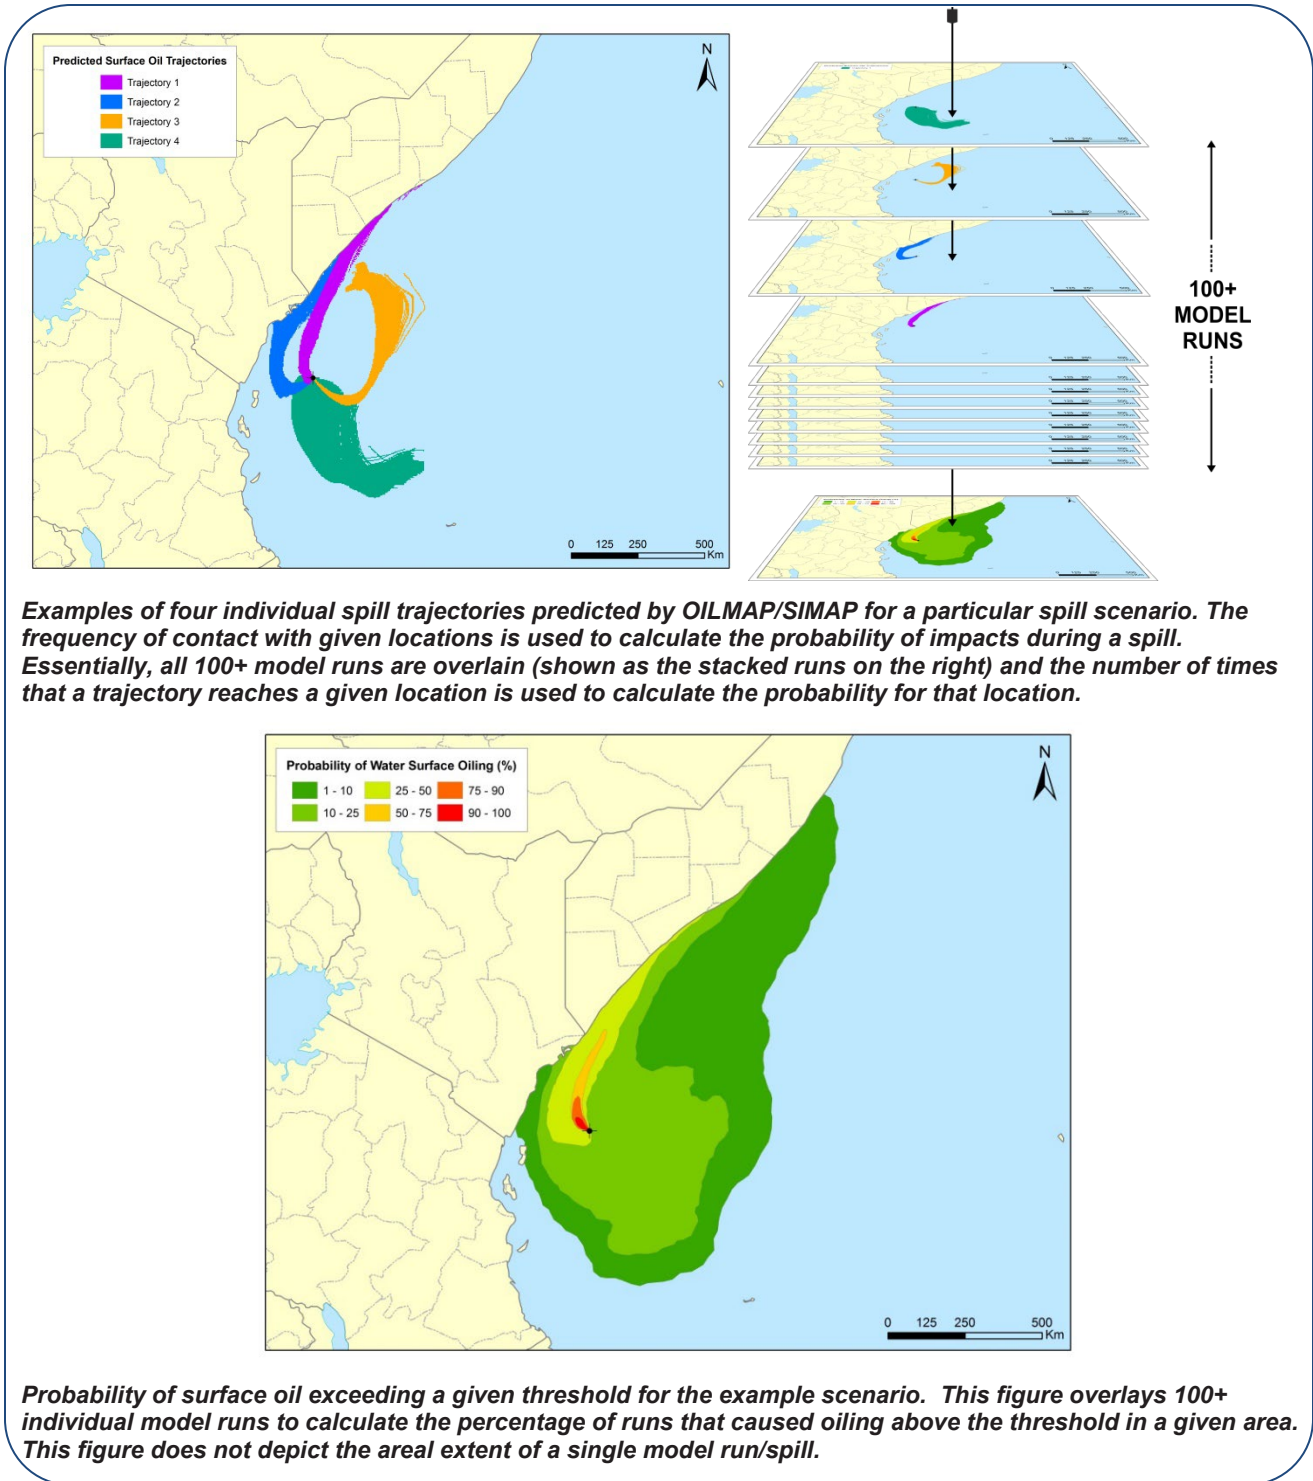 Predicted Surface Oil Trajectories
Trajectory 1
Trajectory 2
Trajectory 3
Trajectory 4
N
0 125 250 500
Km
100+
MODEL
RUNS
Examples of four individual spill trajectories predicted by OILMAP/SIMAP for a particular spill scenario. The
frequency of contact with given locations is used to calculate the probability of impacts during a spill.
Essentially, all 100+ model runs are overlain (shown as the stacked runs on the right) and the number of times
that a trajectory reaches a given location is used to calculate the probability for that location.
Probability of Water Surface Oiling (%)
1 - 10 25 - 50 75 - 90
10 - 25 50 - 75 90 - 100
N
0 125 250 500
Km
Probability of surface oil exceeding a given threshold for the example scenario. This figure overlays 100+
individual model runs to calculate the percentage of runs that caused oiling above the threshold in a given area.
This figure does not depict the areal extent of a single model run/spill.